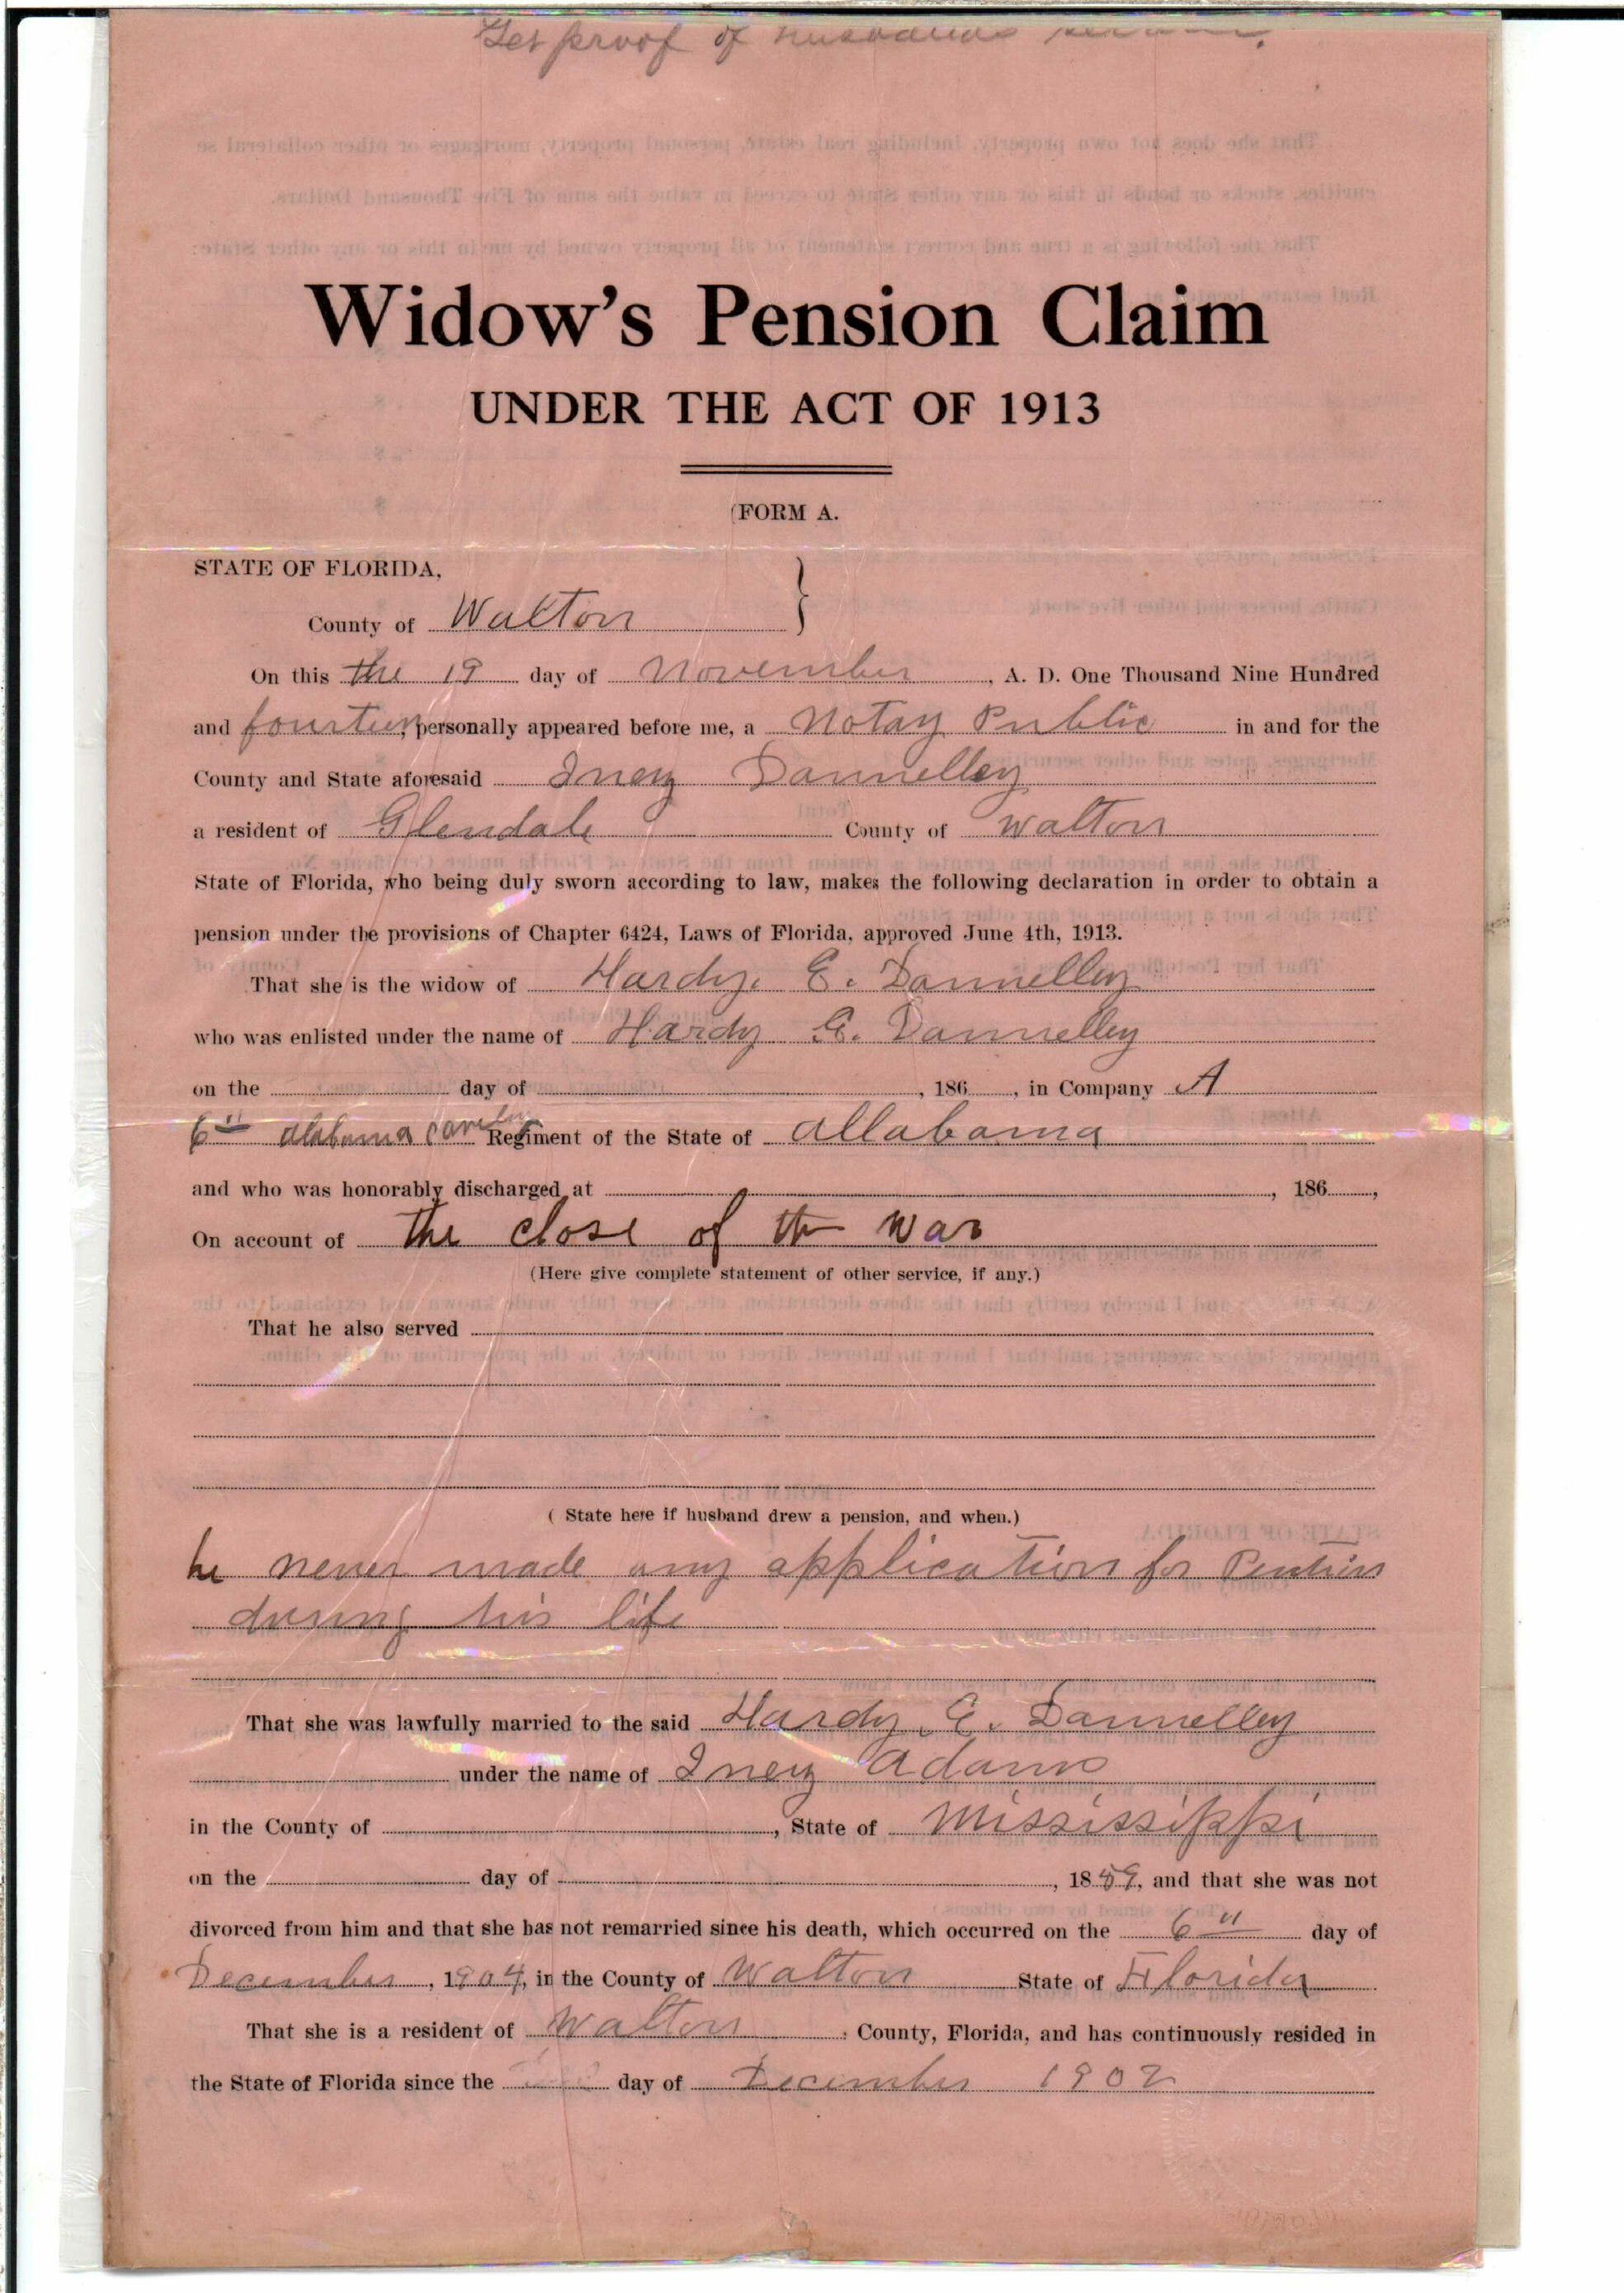 Get proof of husbands
Widow's Pension Claim
UNDER THE ACT OF 1913
(FORM A.
STATE OF FLORIDA,
County of Walton }
On this the 19 day of November, A. D. One Thousand Nine Hundred
and fourteen, personally appeared before me, a Notay Public in and for the
County and State aforesaid Inez Dannelley
a resident of Glendale County of Walton
State of Florida, who being duly sworn according to law, makes the following declaration in order to obtain a
pension under the provisions of Chapter 6424, Laws of Florida, approved June 4th, 1913.
That she is the widow of Hardy. E. Dannelley
who was enlisted under the name of Hardy E. Dannelley
on the day of , 186 , in Company A
6th alabama Cavelry Regiment of the State of allabama
and who was honorably discharged at , 186 ,
On account of the close of the war
(Here give complete statement of other service, if any.)
That he also served
( State here if husband drew a pension, and when.)
he never made any application for Pention
during his life
That she was lawfully married to the said Hardy E. Dannelley
under the name of Inez Adams
in the County of , State of Mississippi
on the day of , 18 , and that she was not
divorced from him and that she has not remarried since his death, which occurred on the 6th day of
December, 1904, in the County of Walton State of Florida
That she is a resident of Walton County, Florida, and has continuously resided in
the State of Florida since the day of December 1902